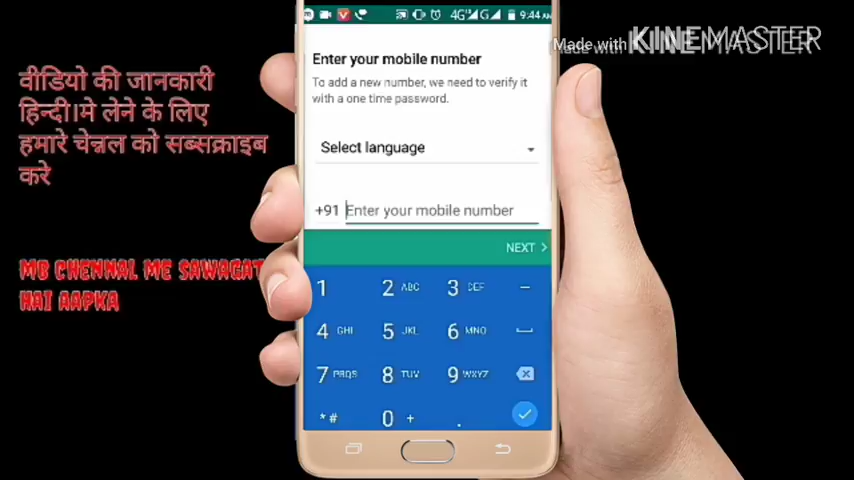 4G 4G G 9:44 AM
Made with KINEMASTER
Enter your mobile number
To add a new number, we need to verify it
with a one time password.
वीडियो की जानकारी
हिन्दी।मे लेने के लिए
हमारे चेन्नल को सब्सक्राइब
करे
MB CHENNAL ME SAWAGAT
HAI AAPKA
Select language
+91 Enter your mobile number
NEXT >
1 2 ABC 3 DEF –
4 GHI 5 JKL 6 MNO
7 PRQS 8 TUV 9 WXYZ
*# 0 + .